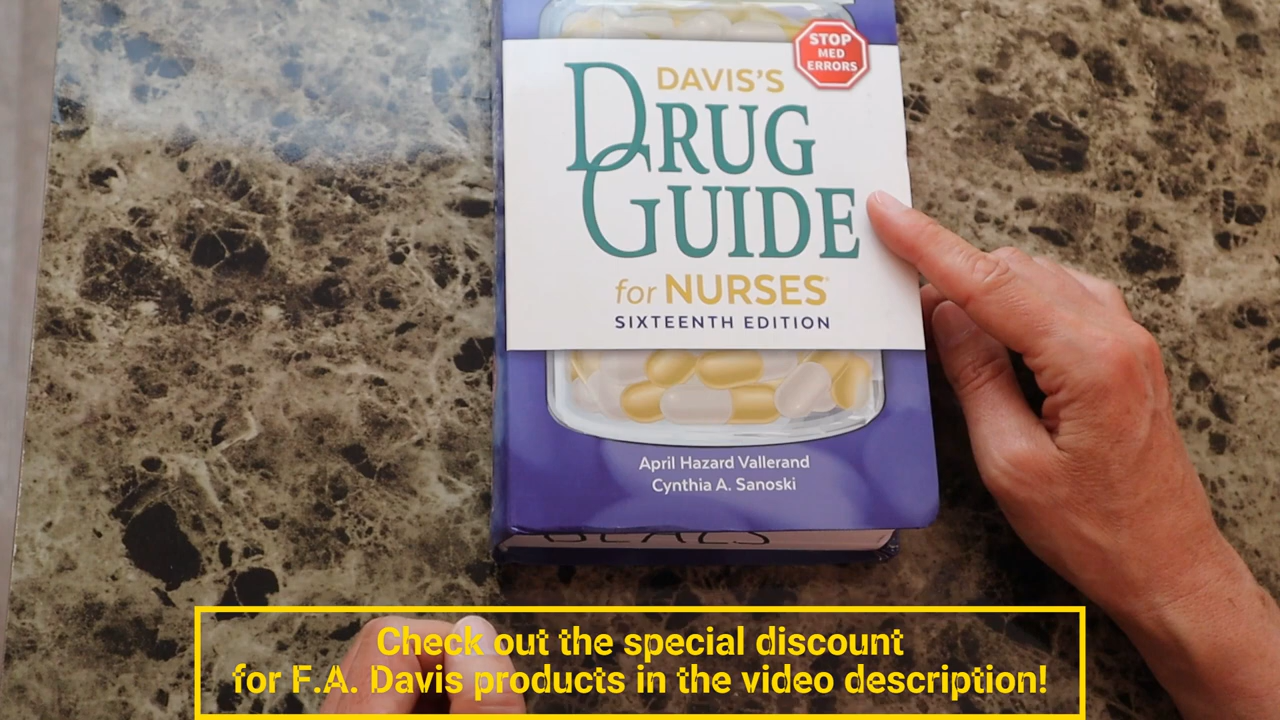 STOP
MED
ERRORS
DAVIS'S
DRUG
GUIDE
for NURSES®
SIXTEENTH EDITION
April Hazard Vallerand
Cynthia A. Sanoski
Check out the special discount
for F.A. Davis products in the video description!